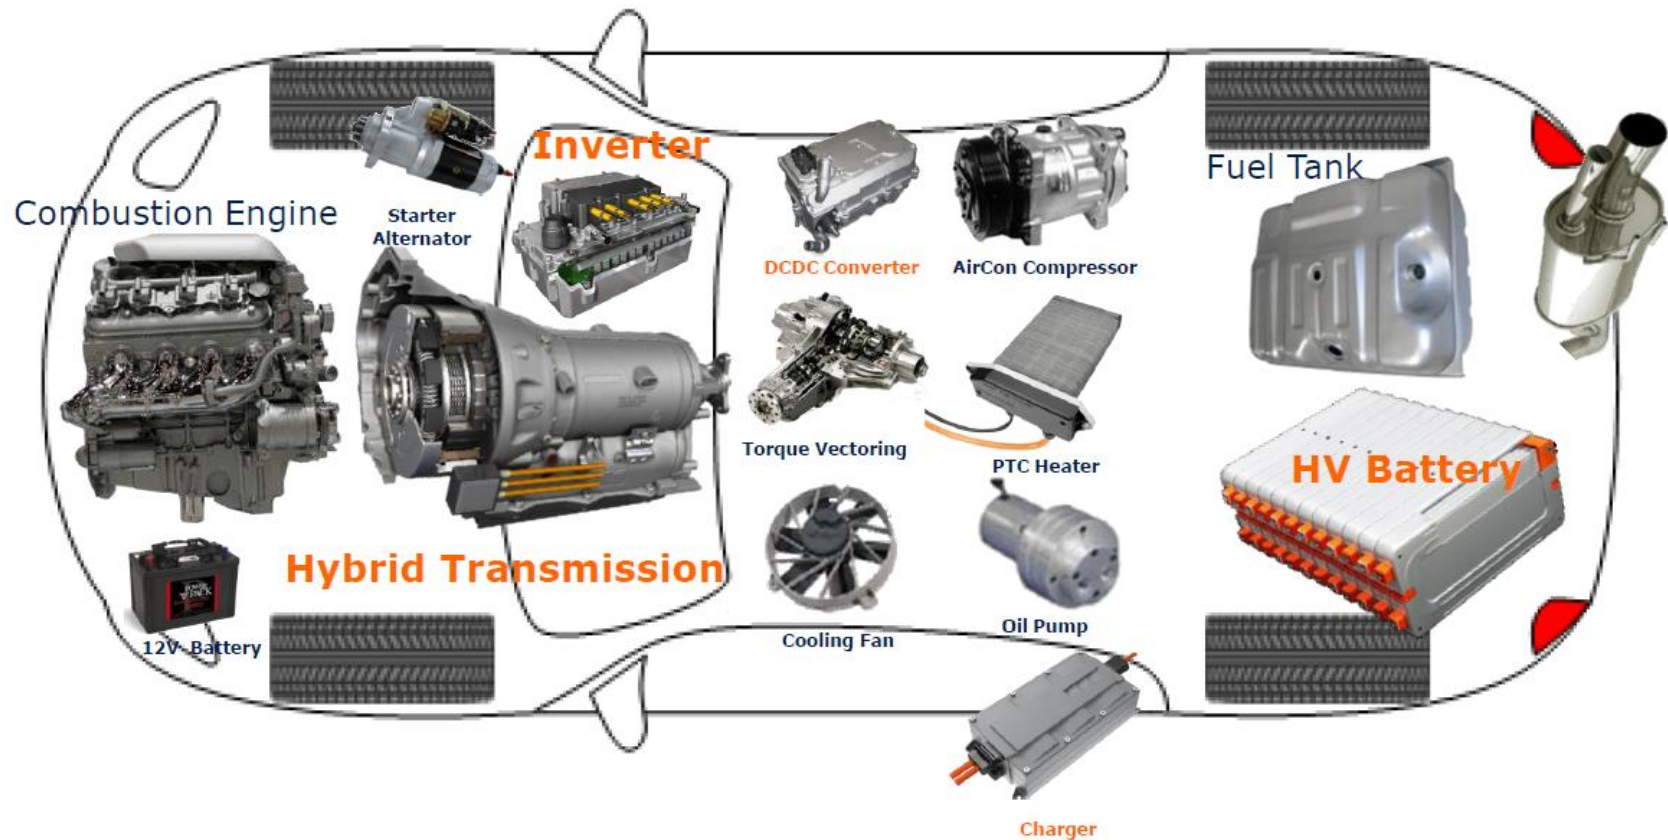 Inverter
Fuel Tank
Combustion Engine
Starter
Alternator
DCDC Converter
AirCon Compressor
Torque Vectoring
PTC Heater
HV Battery
Hybrid Transmission
12V- Battery
Cooling Fan
Oil Pump
Charger